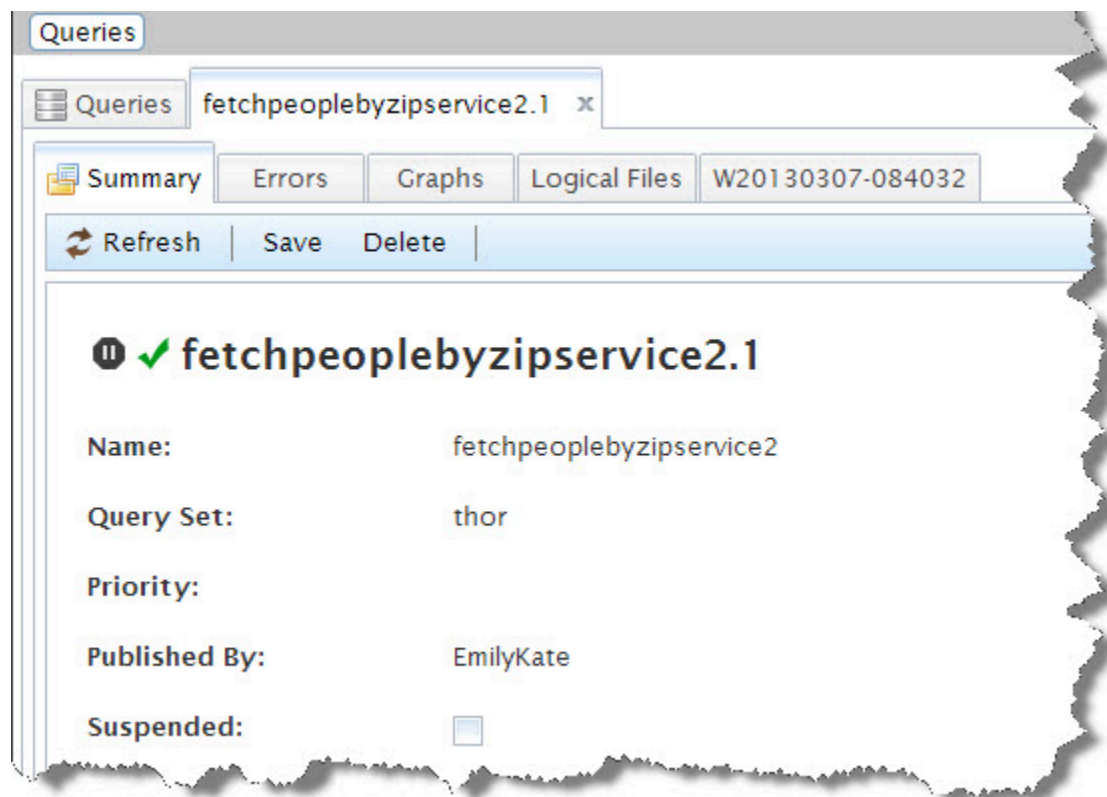 Queries
Queries fetchpeoplebyzipservice2.1 x
Summary Errors Graphs Logical Files W20130307-084032
Refresh Save Delete
fetchpeoplebyzipservice2.1
Name: fetchpeoplebyzipservice2
Query Set: thor
Priority:
Published By: EmilyKate
Suspended: